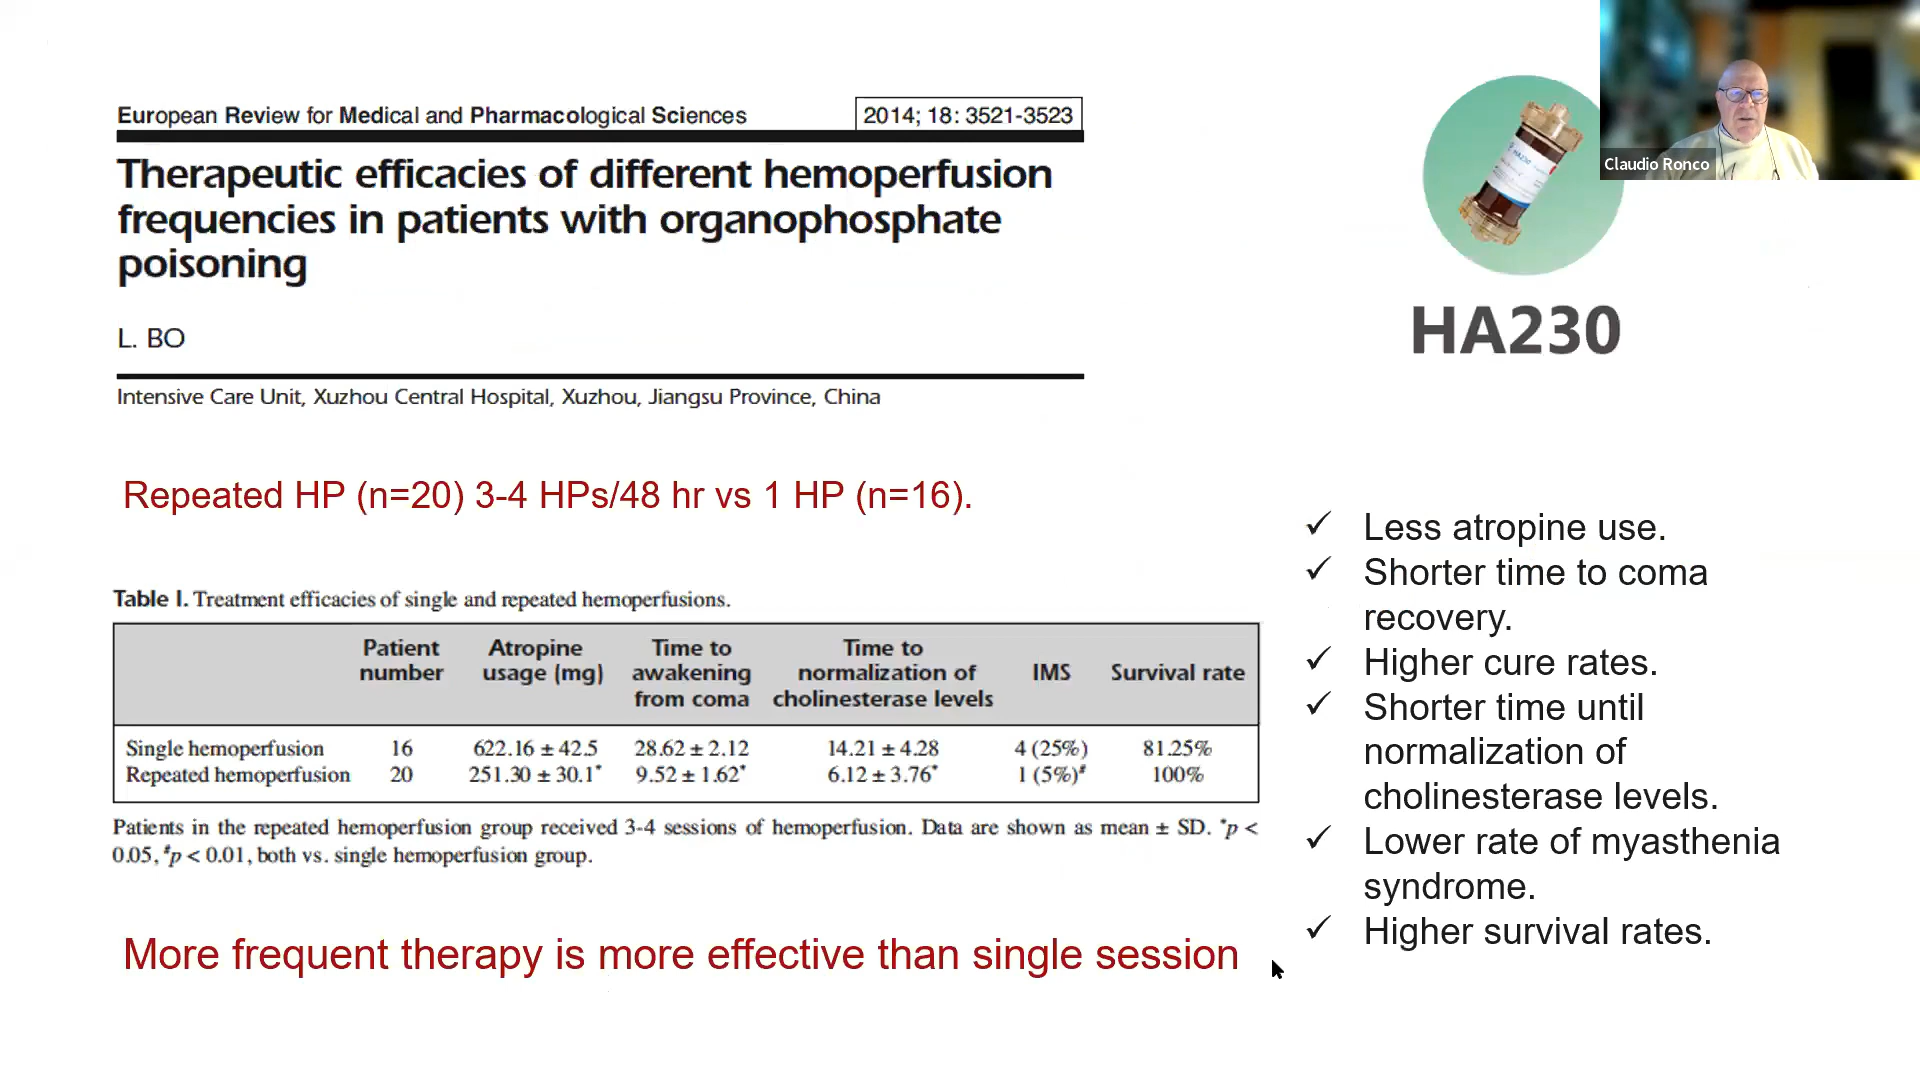 European Review for Medical and Pharmacological Sciences
2014; 18: 3521-3523
Therapeutic efficacies of different hemoperfusion
frequencies in patients with organophosphate
poisoning
L. BO
Intensive Care Unit, Xuzhou Central Hospital, Xuzhou, Jiangsu Province, China
HA230
Claudio Ronco
HA230
Repeated HP (n=20) 3-4 HPs/48 hr vs 1 HP (n=16).
Table I. Treatment efficacies of single and repeated hemoperfusions.
Patient number Atropine usage (mg) Time to awakening from coma Time to normalization of cholinesterase levels IMS Survival rate
Single hemoperfusion 16 622.16 ± 42.5 28.62 ± 2.12 14.21 ± 4.28 4 (25%) 81.25%
Repeated hemoperfusion 20 251.30 ± 30.1* 9.52 ± 1.62* 6.12 ± 3.76* 1 (5%)# 100%
Patients in the repeated hemoperfusion group received 3-4 sessions of hemoperfusion. Data are shown as mean ± SD. *p <
0.05, #p < 0.01, both vs. single hemoperfusion group.
More frequent therapy is more effective than single session
✓ Less atropine use.
✓ Shorter time to coma
recovery.
✓ Higher cure rates.
✓ Shorter time until
normalization of
cholinesterase levels.
✓ Lower rate of myasthenia
syndrome.
✓ Higher survival rates.